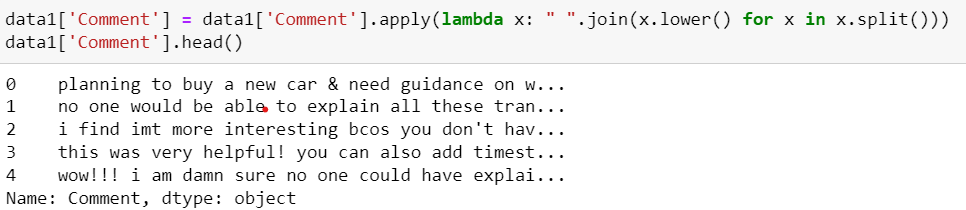 data1['Comment'] = data1['Comment'].apply(lambda x: " ".join(x.lower() for x in x.split()))
data1['Comment'].head()
0    planning to buy a new car & need guidance on w...
1    no one would be able to explain all these tran...
2    i find imt more interesting bcos you don't hav...
3    this was very helpful! you can also add timest...
4    wow!!! i am damn sure no one could have explai...
Name: Comment, dtype: object